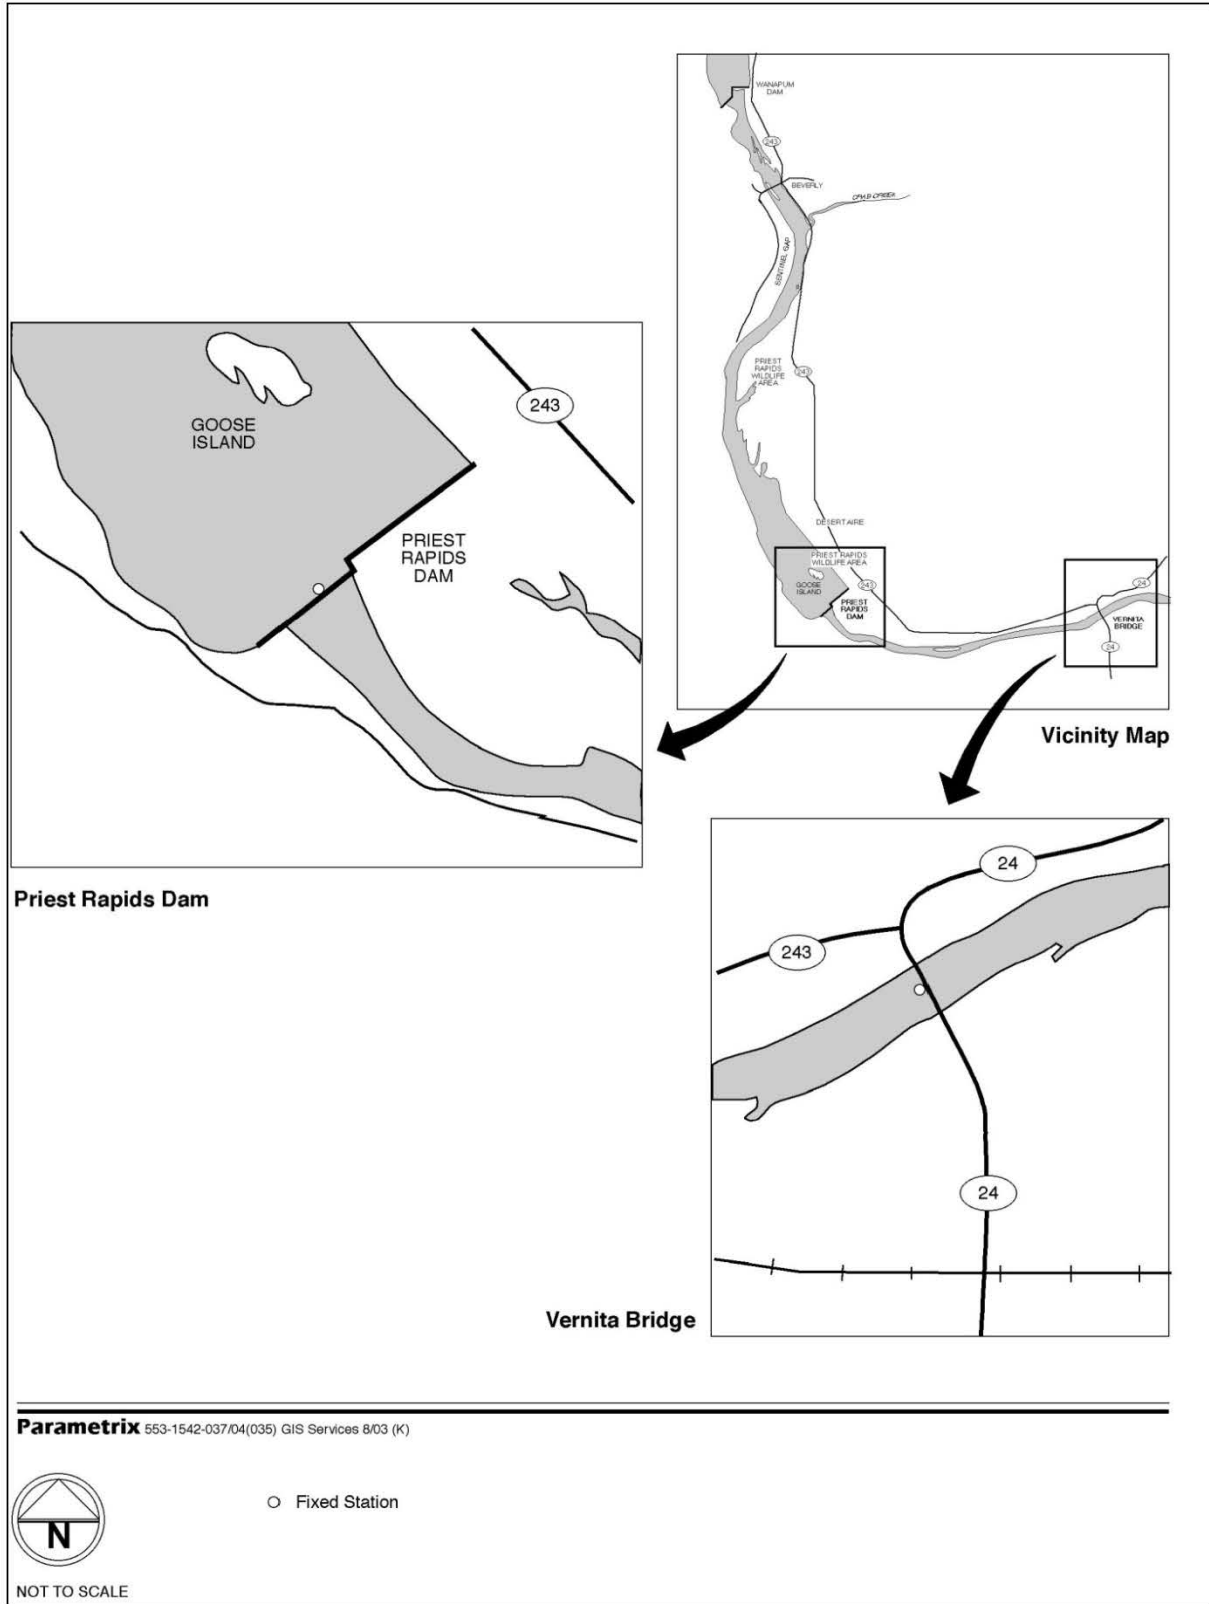 WANAPUM
DAM
243
BEVERLY
SENTINEL GAP
PRIEST
RAPIDS
WILDLIFE
AREA
243
DESERT AIRE
PRIEST RAPIDS
WILDLIFE AREA
GOOSE
ISLAND
243
PRIEST
RAPIDS
DAM
24
VERNITA
BRIDGE
24
Vicinity Map
GOOSE
ISLAND
243
PRIEST
RAPIDS
DAM
Priest Rapids Dam
24
243
24
Vernita Bridge
Parametrix 553-1542-037/04(035) GIS Services 8/03 (K)
N
Fixed Station
NOT TO SCALE